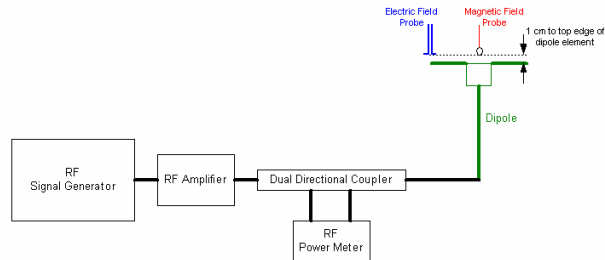 Electric Field
Probe
Magnetic Field
Probe
1 cm to top edge of
dipole element
Dipole
RF
Signal Generator
RF Amplifier
Dual Directional Coupler
RF
Power Meter